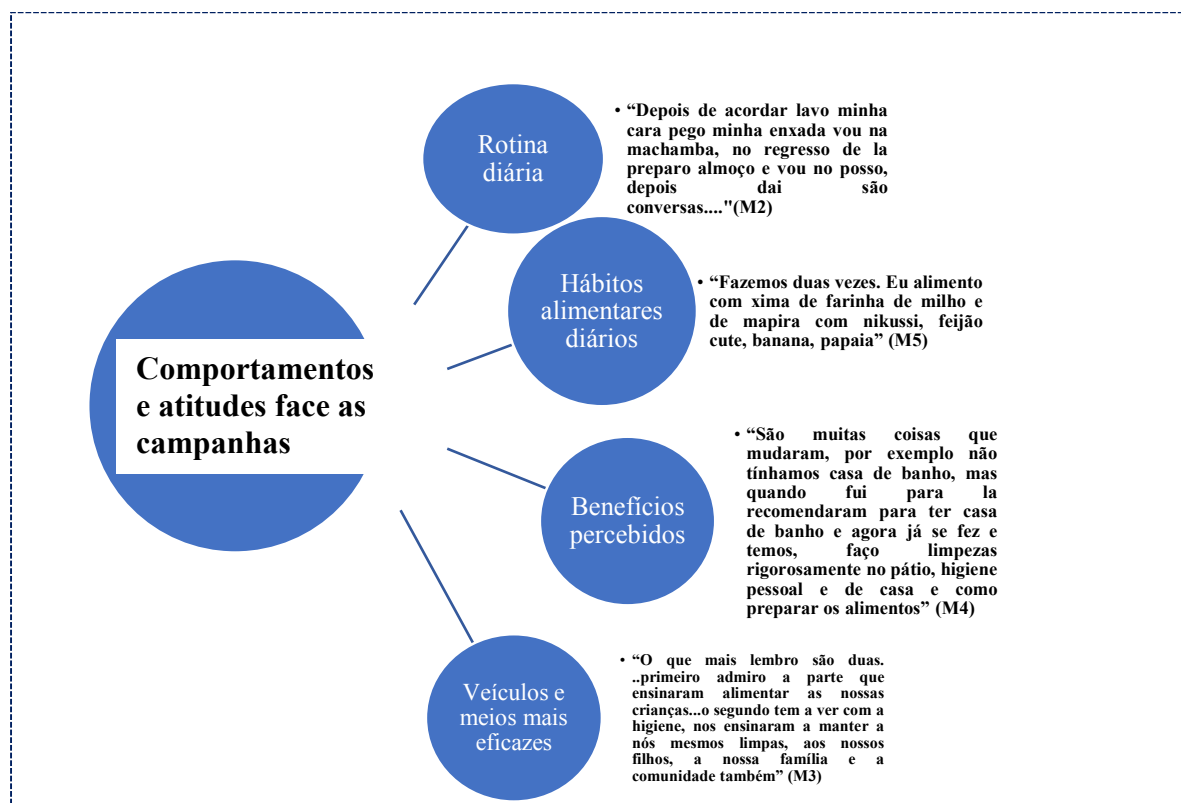 Comportamentos
e atitudes face as
campanhas
Rotina
diária
• “Depois de acordar lavo minha
cara pego minha enxada vou na
machamba, no regresso de la
preparo almoço e vou no posso,
depois dai são
conversas...."(M2)
Hábitos
alimentares
diários
• “Fazemos duas vezes. Eu alimento
com xima de farinha de milho e
de mapira com nikussi, feijão
cute, banana, papaia” (M5)
Benefícios
percebidos
• “São muitas coisas que
mudaram, por exemplo não
tínhamos casa de banho, mas
quando fui para la
recomendaram para ter casa
de banho e agora já se fez e
temos, faço limpezas
rigorosamente no pátio, higiene
pessoal e de casa e como
preparar os alimentos” (M4)
Veículos e
meios mais
eficazes
• “O que mais lembro são duas.
..primeiro admiro a parte que
ensinaram alimentar as nossas
crianças...o segundo tem a ver com a
higiene, nos ensinaram a manter a
nós mesmos limpas, aos nossos
filhos, a nossa família e a
comunidade também” (M3)